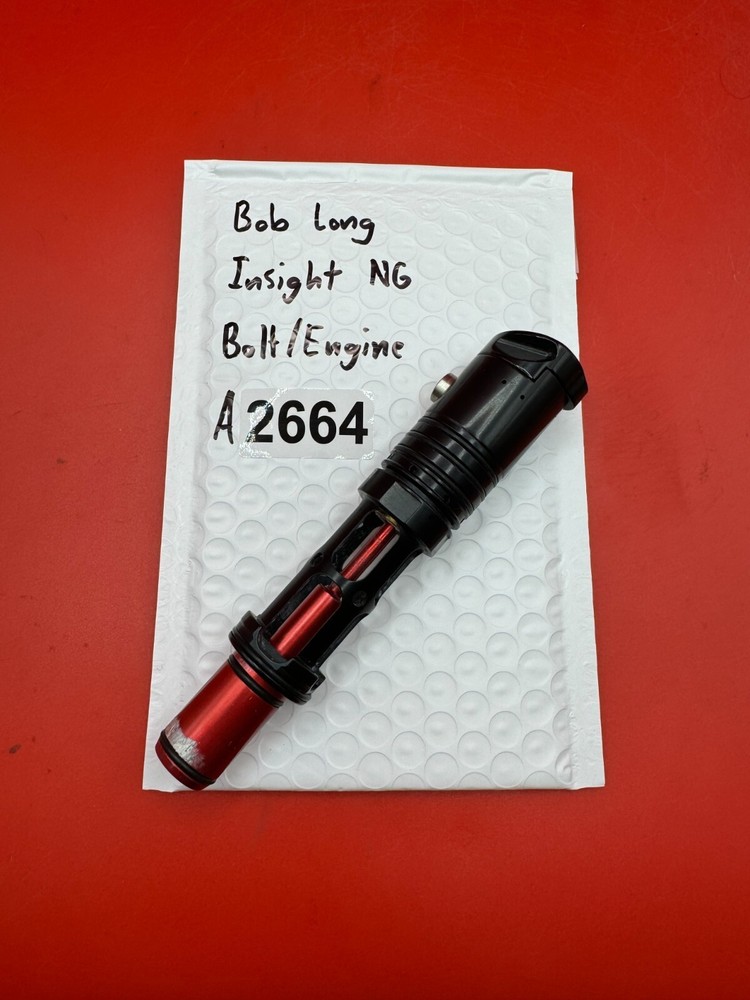 Bob Long
Insight NG
Bolt/Engine
A 2664